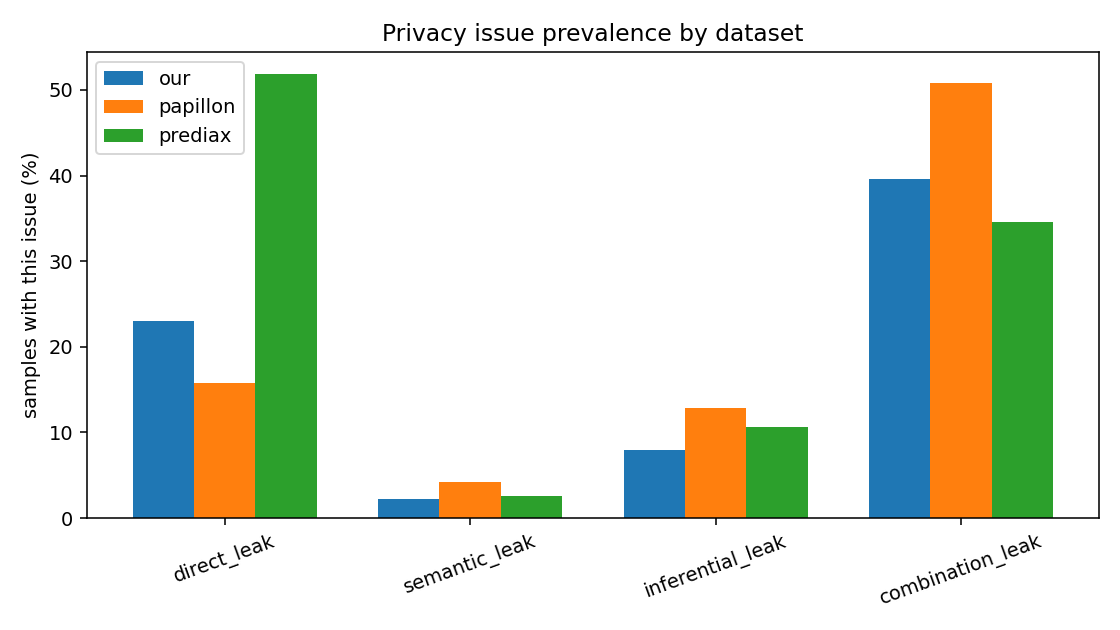 Privacy issue prevalence by dataset
our
papillon
prediax
samples with this issue (%)
50
40
30
20
10
0
direct_leak
semantic_leak
inferential_leak
combination_leak